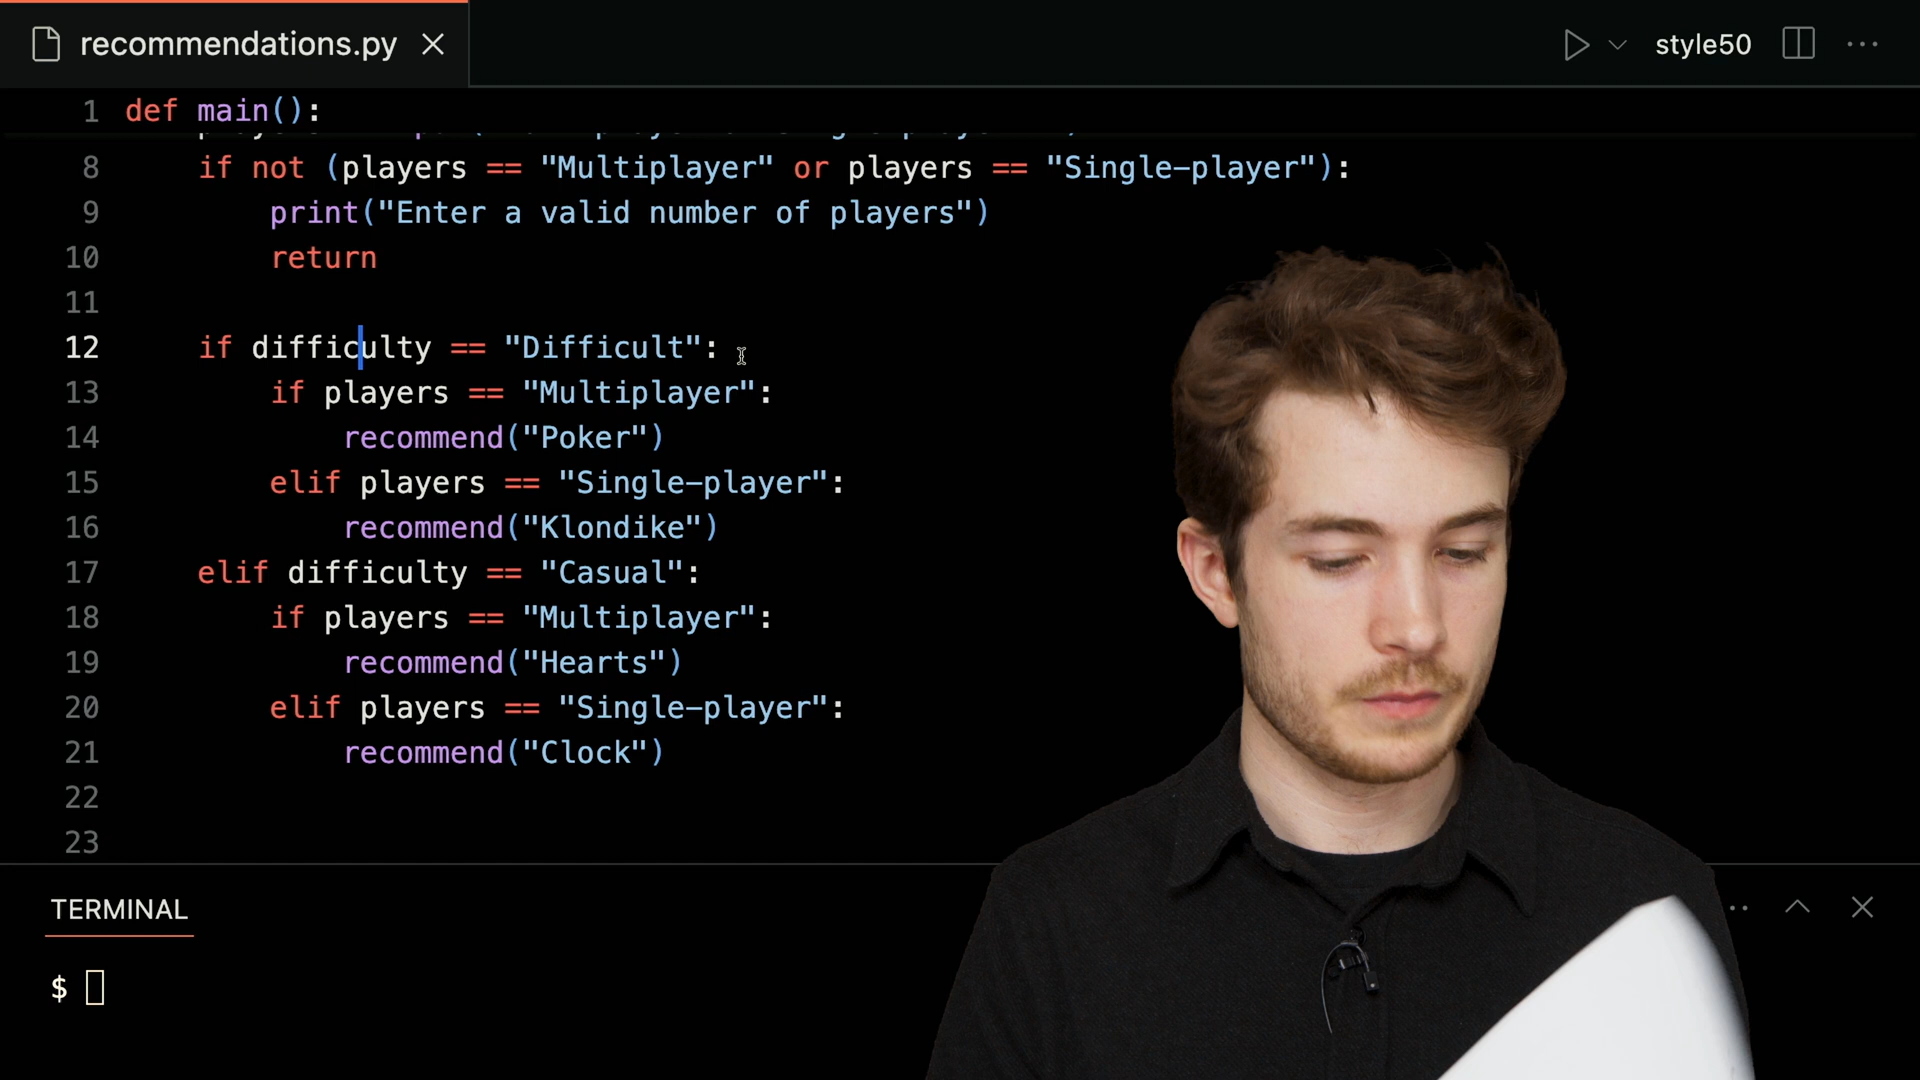 recommendations.py
style50
1 def main():
8 if not (players == "Multiplayer" or players == "Single-player"):
9 print("Enter a valid number of players")
10 return
11
12 if difficulty == "Difficult":
13 if players == "Multiplayer":
14 recommend("Poker")
15 elif players == "Single-player":
16 recommend("Klondike")
17 elif difficulty == "Casual":
18 if players == "Multiplayer":
19 recommend("Hearts")
20 elif players == "Single-player":
21 recommend("Clock")
22
23
TERMINAL
$